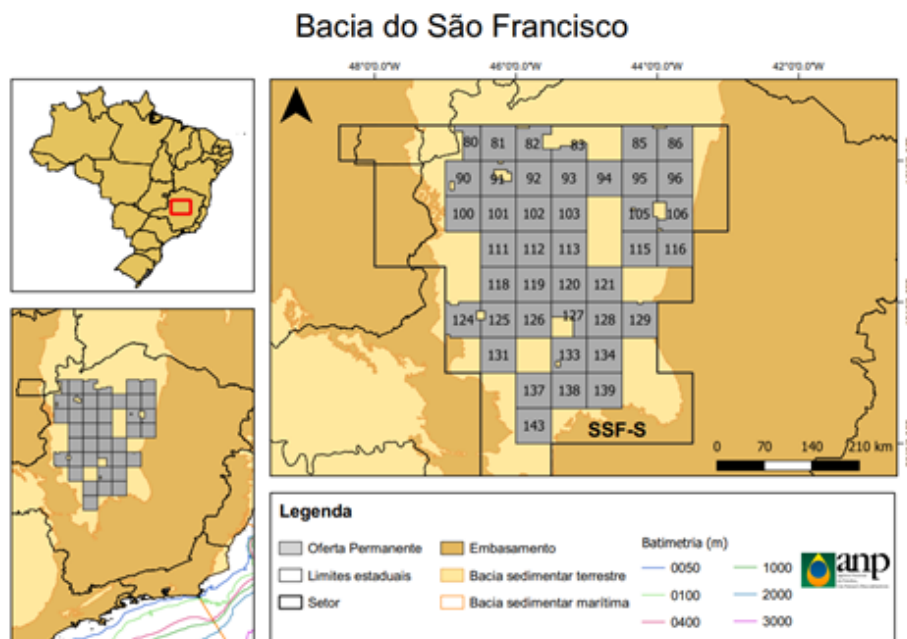 Bacia do São Francisco
48°0.0'W 46°0.0'W 44°0.0'W 42°0.0'W
80 81 82 83 85 86
90 91 92 93 94 95 96
100 101 102 103 105 106
111 112 113 115 116
118 119 120 121
124 125 126 127 128 129
131 133 134
137 138 139
143
SSF-S
0 70 140 210 km
Legenda
Oferta Permanente
Limites estaduais
Setor
Embasamento
Bacia sedimentar terrestre
Bacia sedimentar marítima
Batimetria (m)
0050
0100
0400
1000
2000
3000
anp